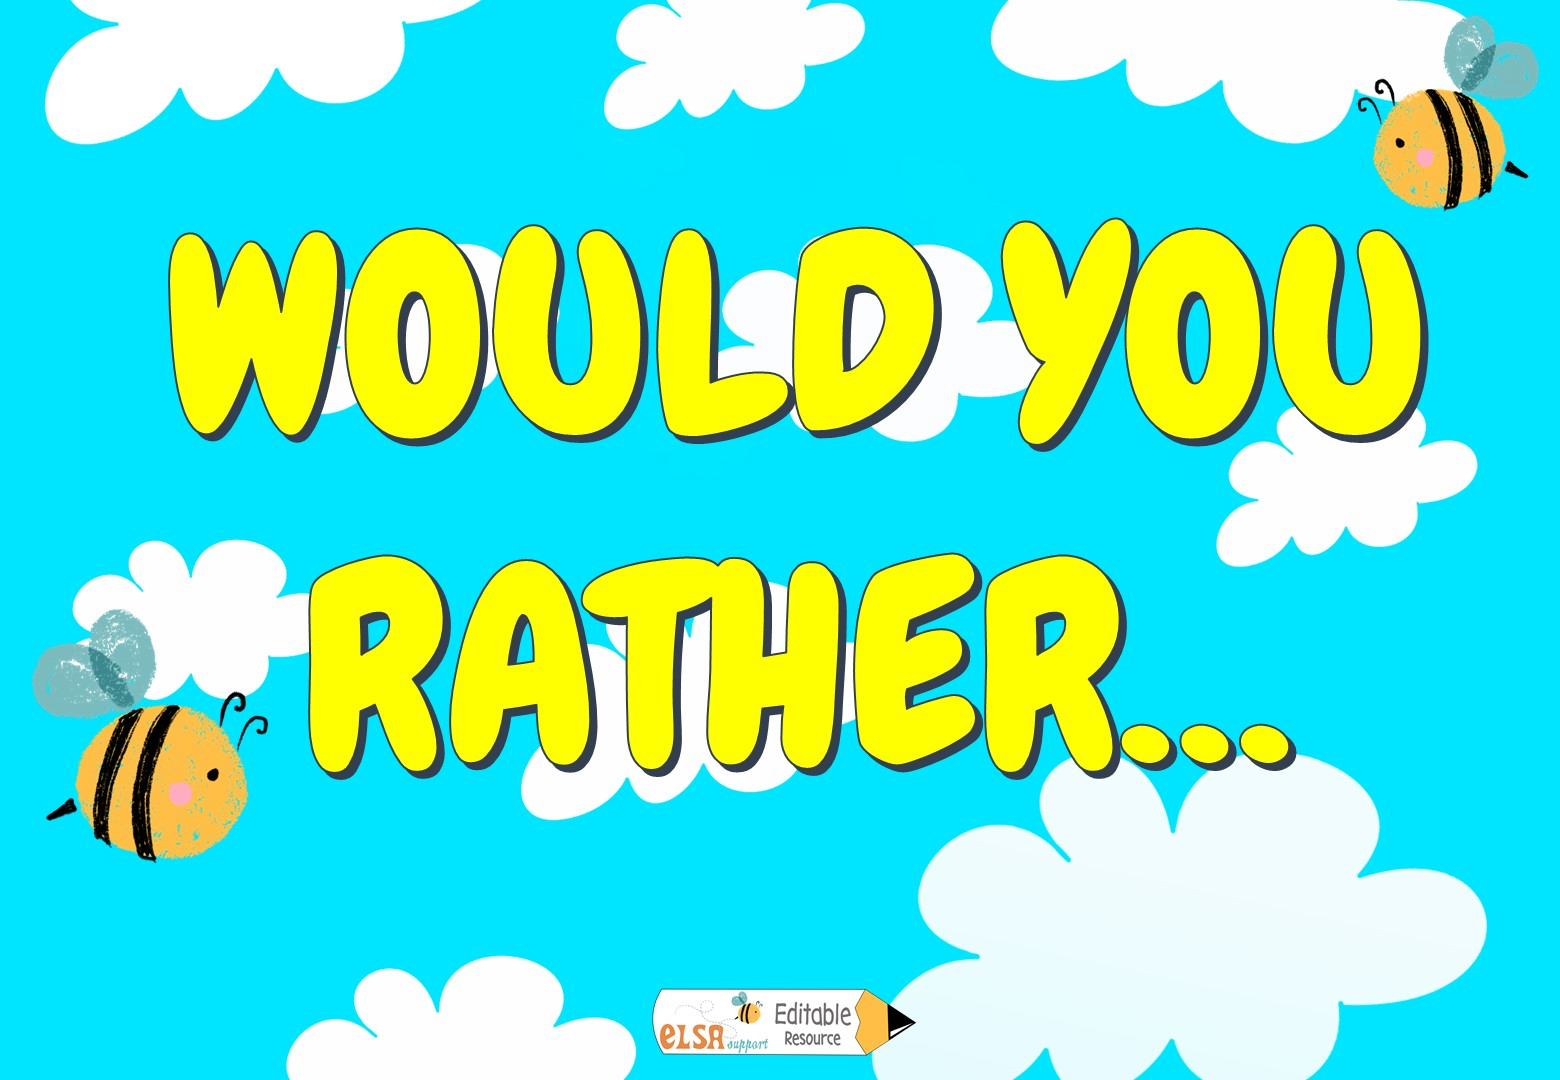 WOULD YOU
RATHER...
ELSA support
Editable
Resource